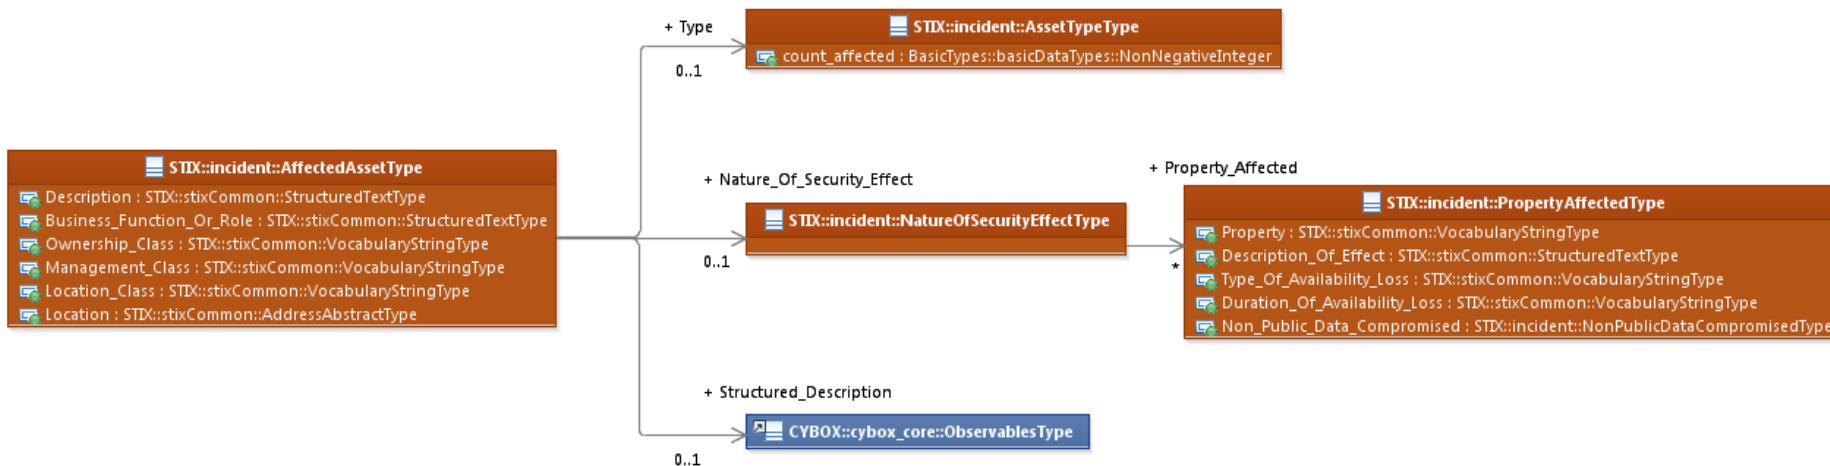 + Type
STIX::incident::AssetTypeType
count_affected : BasicTypes::basicDataTypes::NonNegativeInteger
0..1
STIX::incident::AffectedAssetType
Description : STIX::stixCommon::StructuredTextType
Business_Function_Or_Role : STIX::stixCommon::StructuredTextType
Ownership_Class : STIX::stixCommon::VocabularyStringType
Management_Class : STIX::stixCommon::VocabularyStringType
Location_Class : STIX::stixCommon::VocabularyStringType
Location : STIX::stixCommon::AddressAbstractType
+ Nature_Of_Security_Effect
STIX::incident::NatureOfSecurityEffectType
0..1
+ Property_Affected
*
STIX::incident::PropertyAffectedType
Property : STIX::stixCommon::VocabularyStringType
Description_Of_Effect : STIX::stixCommon::StructuredTextType
Type_Of_Availability_Loss : STIX::stixCommon::VocabularyStringType
Duration_Of_Availability_Loss : STIX::stixCommon::VocabularyStringType
Non_Public_Data_Compromised : STIX::incident::NonPublicDataCompromisedType
+ Structured_Description
CYBOX::cybox_core::ObservablesType
0..1